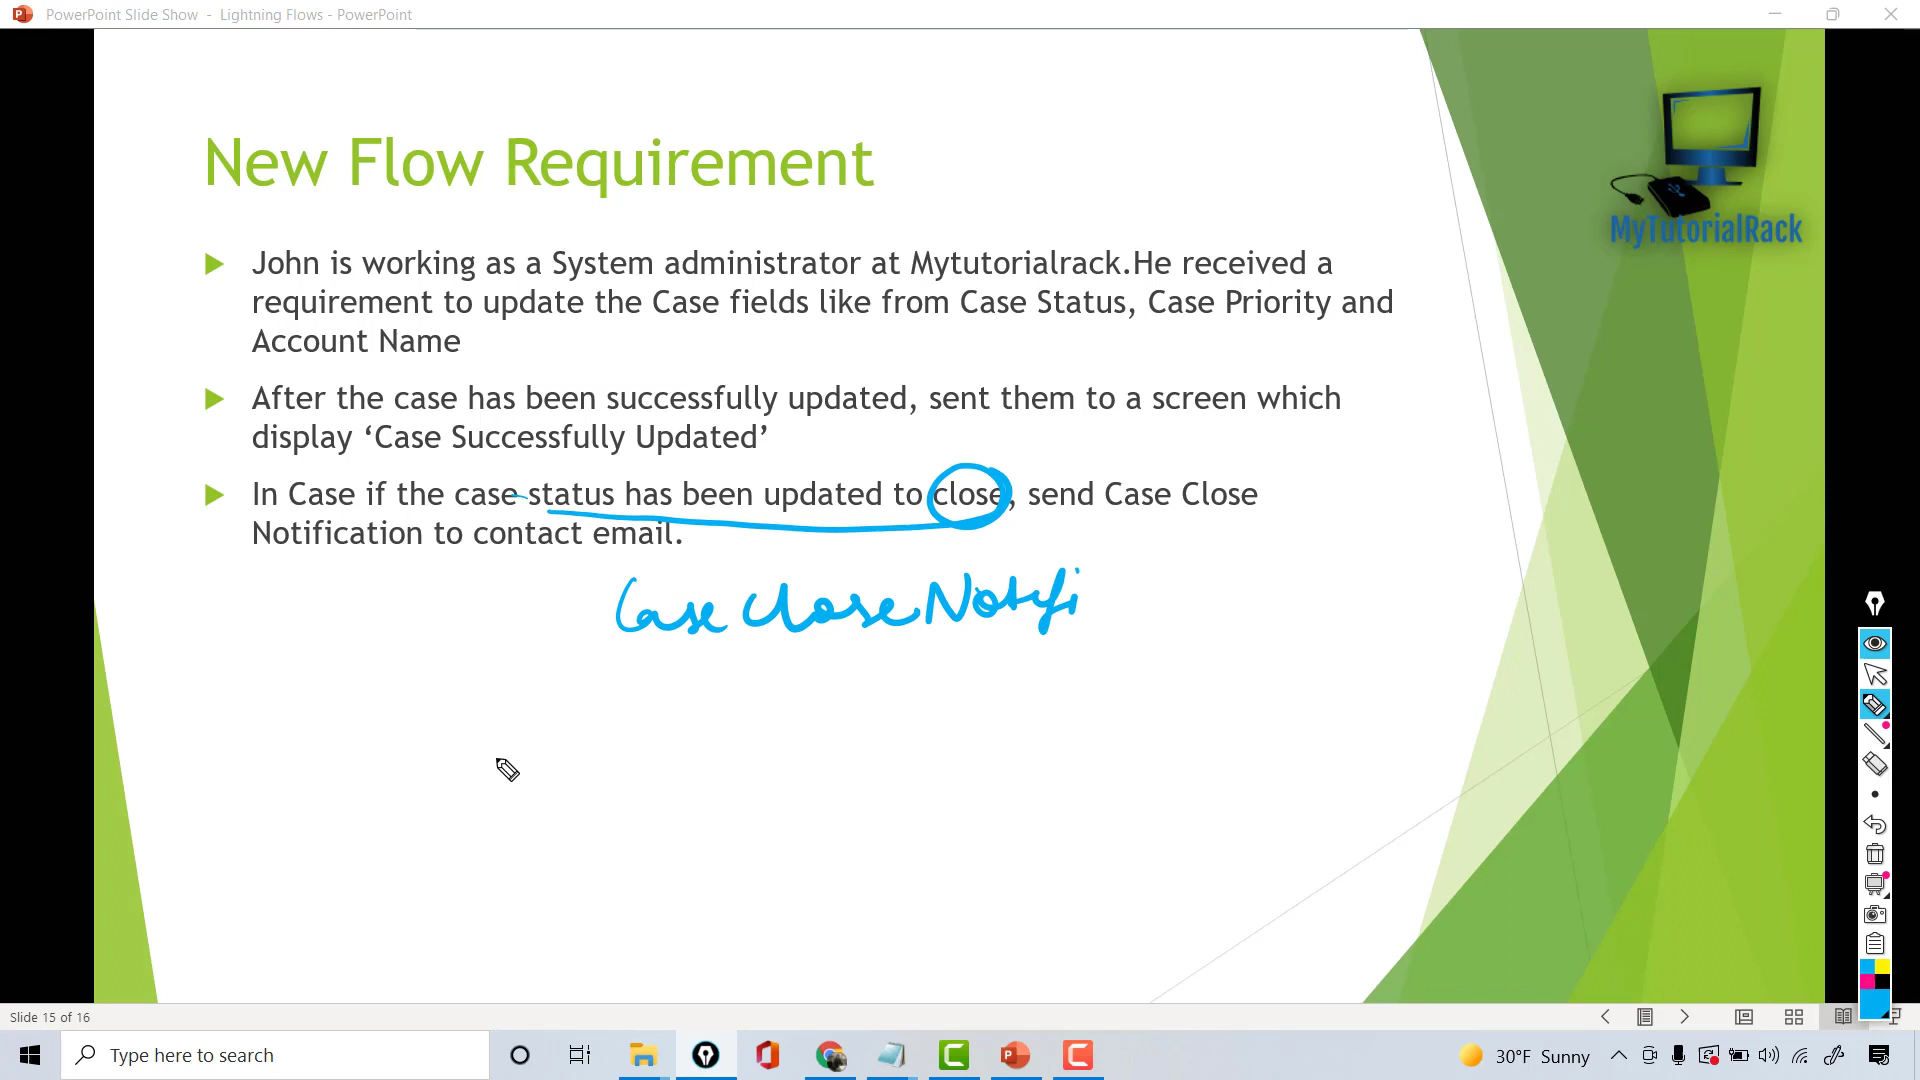 PowerPoint Slide Show - Lightning Flows - PowerPoint
New Flow Requirement
MyTutorialRack
John is working as a System administrator at Mytutorialrack.He received a
requirement to update the Case fields like from Case Status, Case Priority and
Account Name
After the case has been successfully updated, sent them to a screen which
display ‘Case Successfully Updated’
In Case if the case status has been updated to close, send Case Close
Notification to contact email.
Case Close Notifi
Slide 15 of 16
Type here to search
30°F Sunny